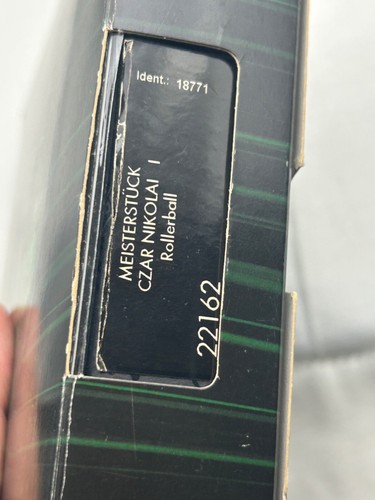 Ident.: 18771
MEISTERSTÜCK
CZAR NIKOLAI I
Rollerball
22162